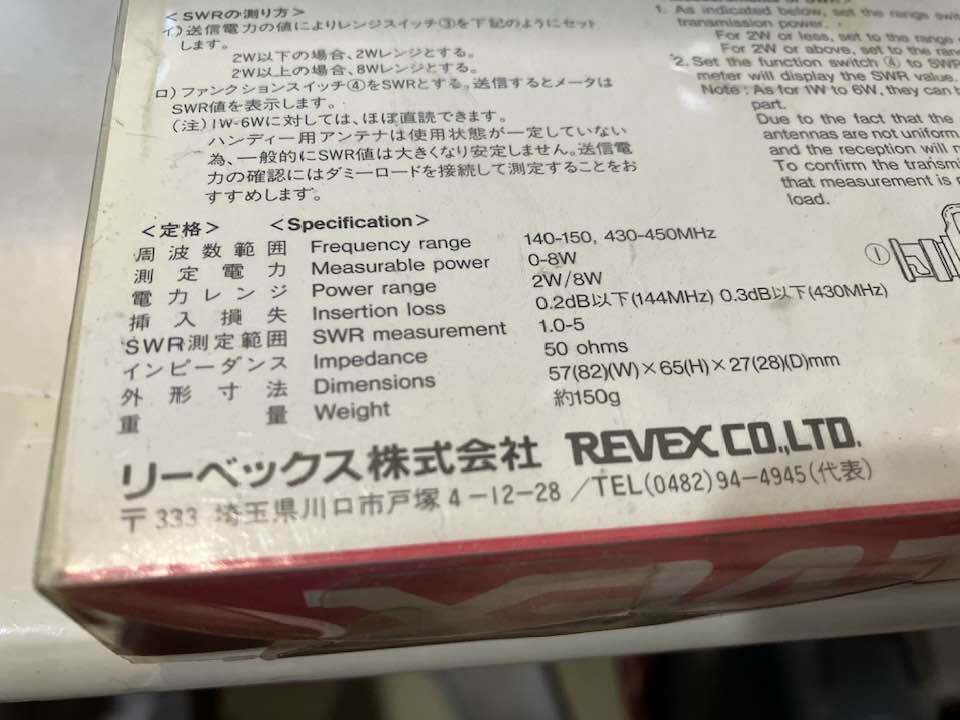 <SWRの測り方>
イ)送信電力の値によりレンジスイッチ③を下記のようにセット
します。
2W以下の場合、2Wレンジとする。
2W以上の場合、8Wレンジとする。
ロ)ファンクションスイッチ④をSWRとする。送信するとメータは
SWR値を表示します。
(注)1W-6Wに対しては、ほぼ直読できます。
ハンディー用アンテナは使用状態が一定していない
為、一般的にSWR値は大きくなり安定しません。送信電
力の確認にはダミーロードを接続して測定することをお
すすめします。
1. As indicated below, set the range swit
transmission power.
For 2W or less, set to the range
For 2W or above, set to the ran
2. Set the function switch ④ to SWR
meter will display the SWR value.
Note : As for 1W to 6W, they can b
part.
Due to the fact that the
antennas are not uniform
and the reception will
To confirm the transmi
that measurement is
load.
①
<定格> <Specification>
周波数範囲 Frequency range 140-150, 430-450MHz
測定電力 Measurable power 0-8W
電力レンジ Power range 2W/8W
挿入損失 Insertion loss 0.2dB以下(144MHz) 0.3dB以下(430MHz)
SWR測定範囲 SWR measurement 1.0-5
インピーダンス Impedance 50 ohms
外形寸法 Dimensions 57(82)(W)×65(H)×27(28)(D)mm
重量 Weight 約150g
リーベックス株式会社 REVEX CO.,LTD.
〒333 埼玉県川口市戸塚4-12-28/TEL(0482)94-4945(代表)